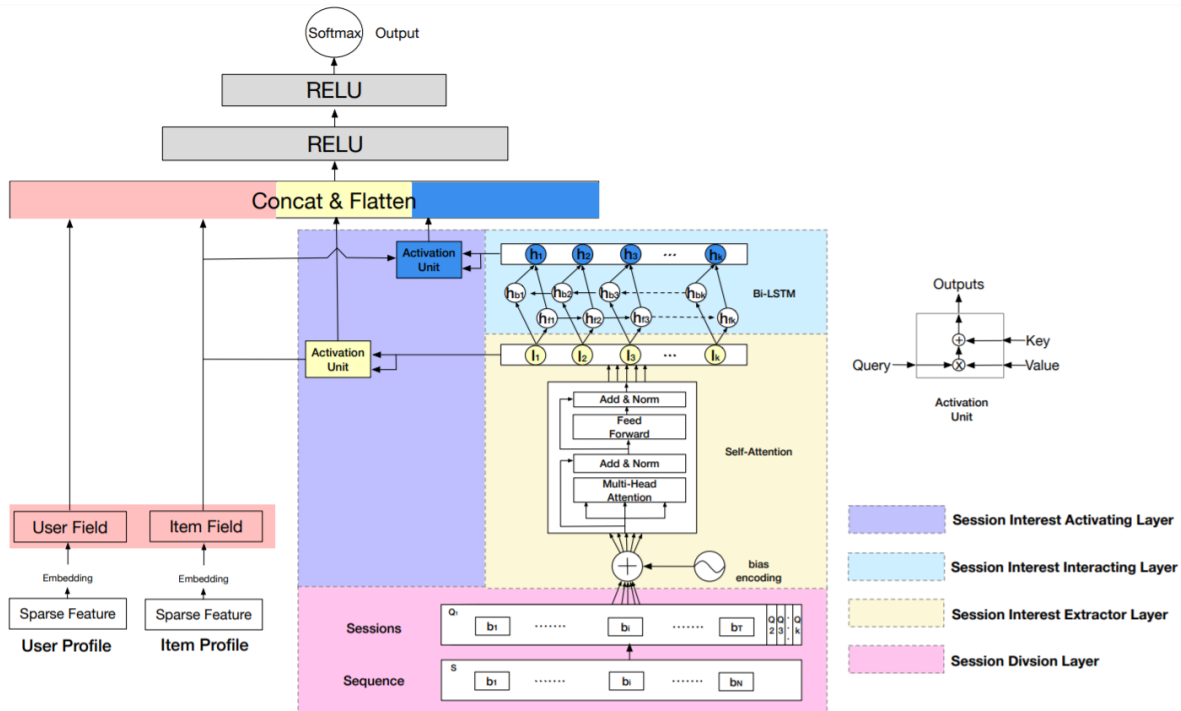 Softmax Output
RELU
RELU
Concat & Flatten
Activation
Unit
h1 h2 h3 ... hk
hb1 hb2 hb3 hbk
Bi-LSTM
hf1 hf2 hf3 hfk
Activation
Unit
I1 I2 I3 ... Ik
Add & Norm
Feed
Forward
Self-Attention
Add & Norm
Multi-Head
Attention
bias
encoding
User Field
Item Field
Embedding
Embedding
Sparse Feature
Sparse Feature
User Profile
Item Profile
Sessions
Q1
b1 ....... bi ....... bT
Q2 Q3 ... Qk
Sequence
S
b1 ....... bi ....... bN
Outputs
+
Key
Query
x
Value
Activation
Unit
Session Interest Activating Layer
Session Interest Interacting Layer
Session Interest Extractor Layer
Session Divsion Layer